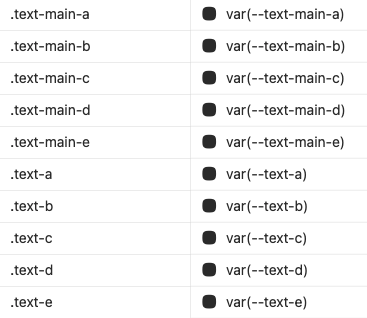 .text-main-a var(--text-main-a)
.text-main-b var(--text-main-b)
.text-main-c var(--text-main-c)
.text-main-d var(--text-main-d)
.text-main-e var(--text-main-e)
.text-a var(--text-a)
.text-b var(--text-b)
.text-c var(--text-c)
.text-d var(--text-d)
.text-e var(--text-e)